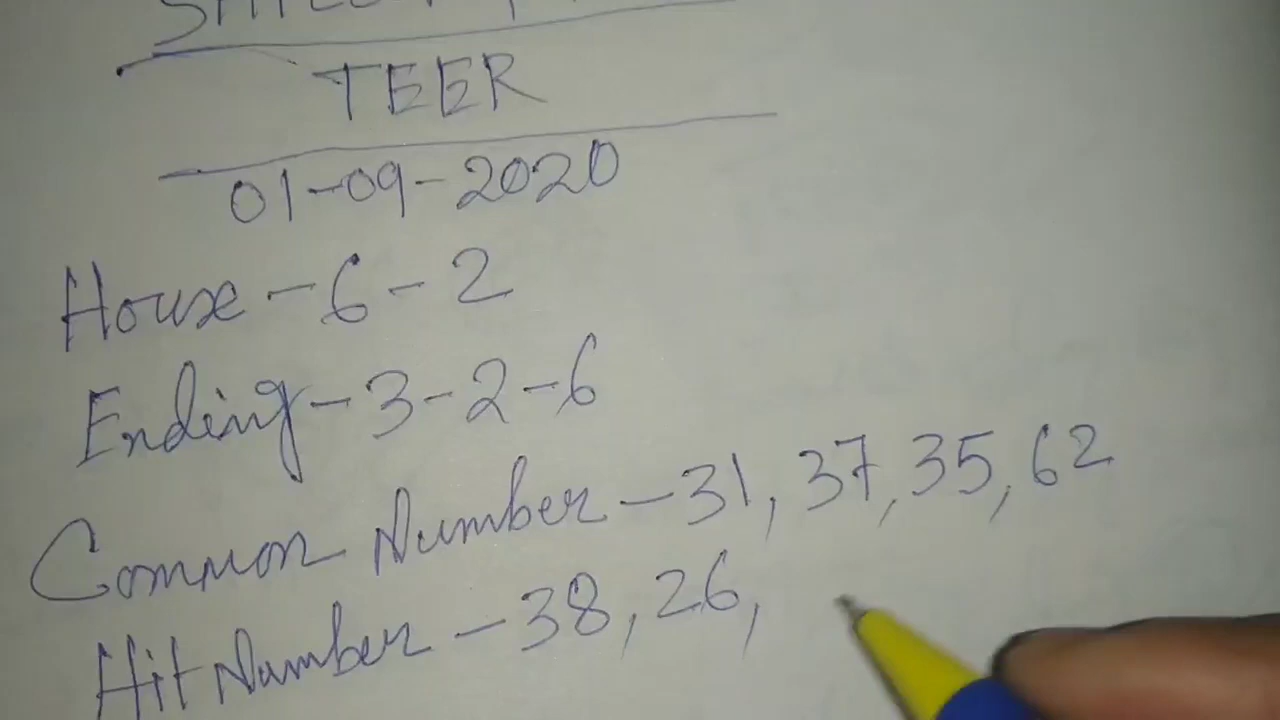 TEER
01-09-2020
House - 6 - 2
Ending - 3 - 2 - 6
Common Number - 31, 37, 35, 62
Hit Number - 38, 26,